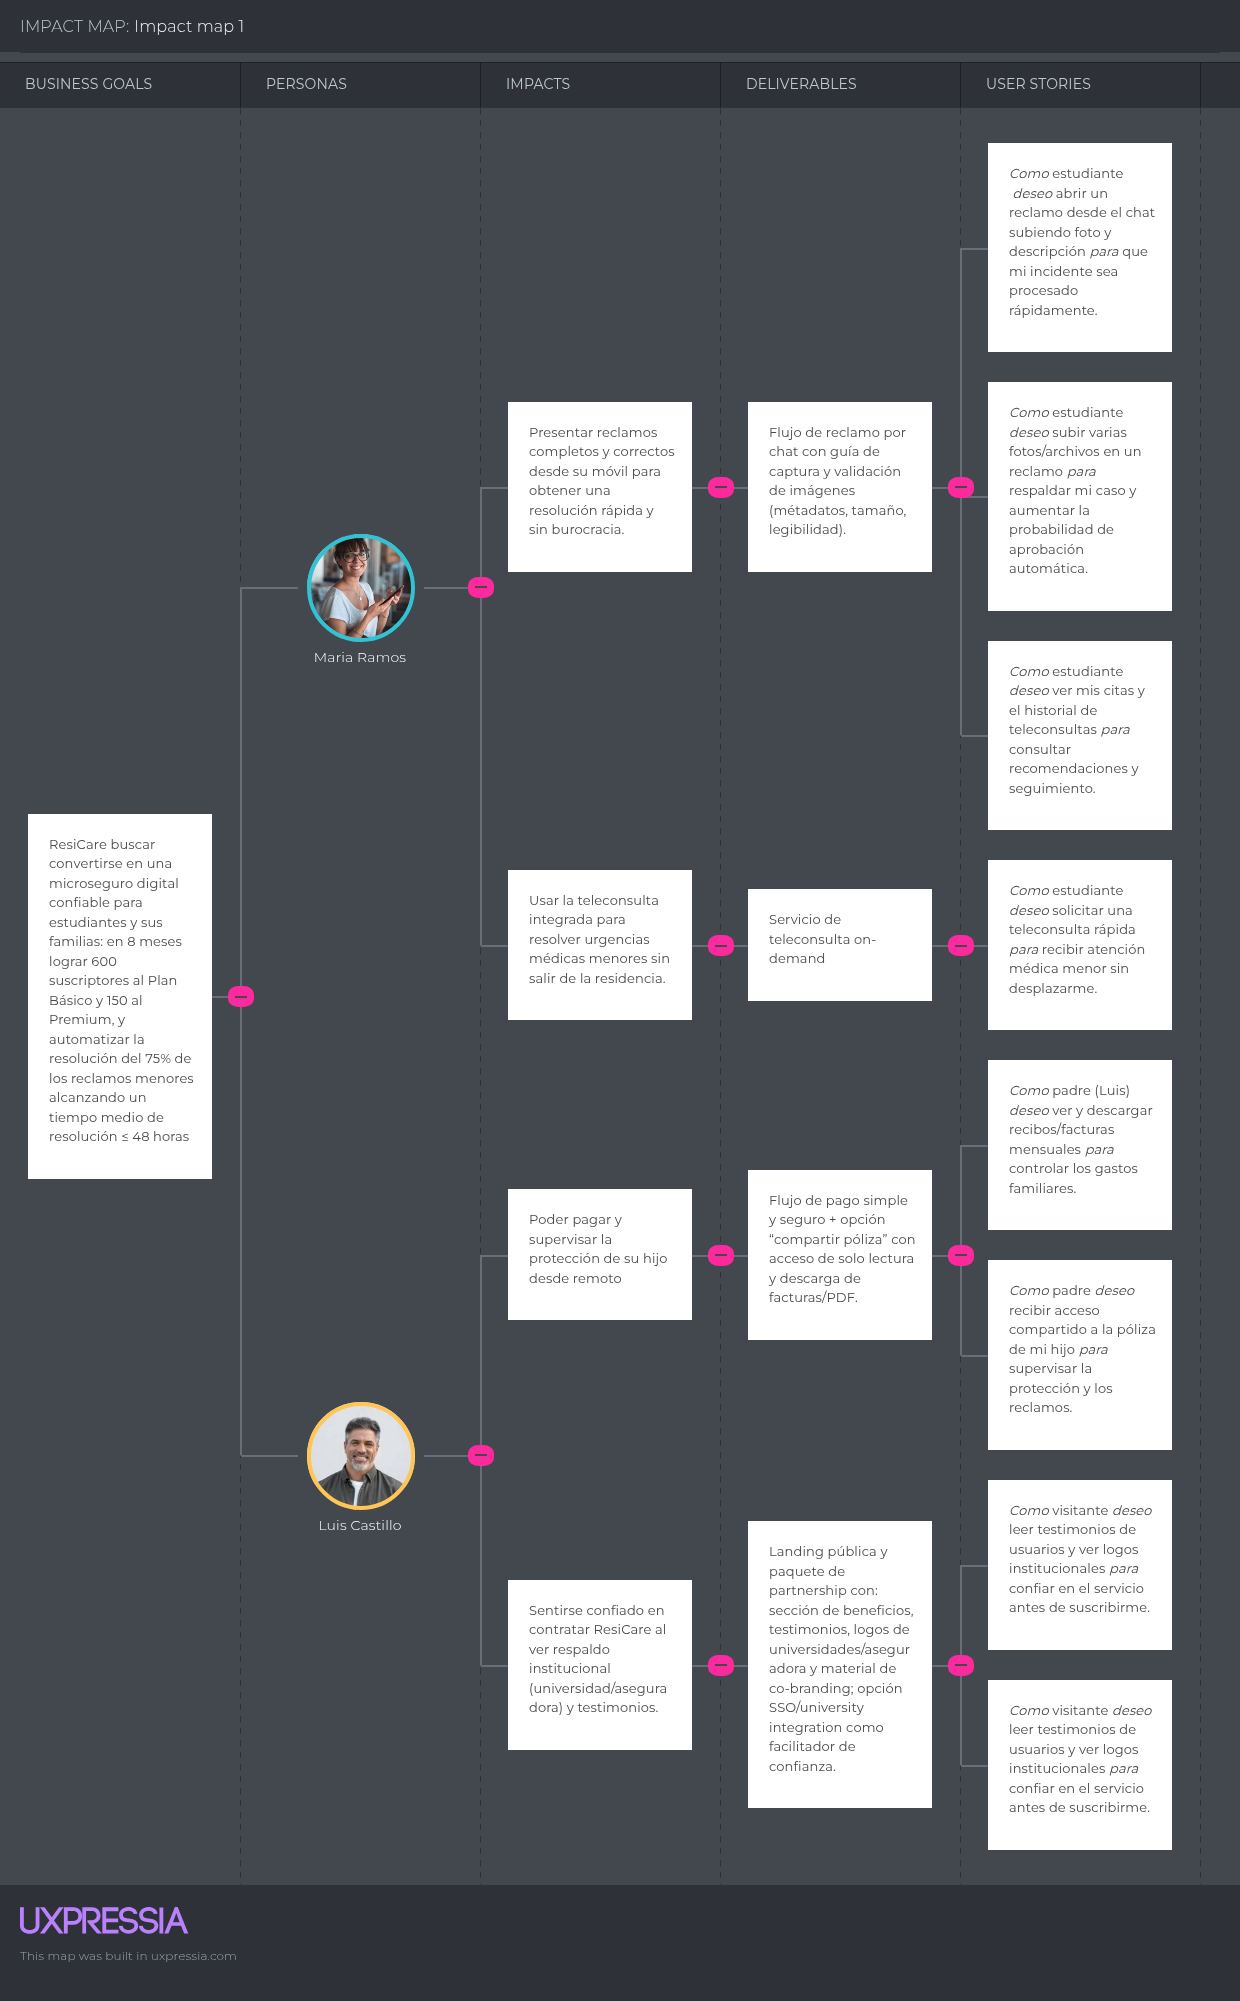 IMPACT MAP: Impact map 1
BUSINESS GOALS
PERSONAS
IMPACTS
DELIVERABLES
USER STORIES
ResiCare buscar
convertirse en una
microseguro digital
confiable para
estudiantes y sus
familias: en 8 meses
lograr 600
suscriptores al Plan
Básico y 150 al
Premium, y
automatizar la
resolución del 75% de
los reclamos menores
alcanzando un
tiempo medio de
resolución ≤ 48 horas
Maria Ramos
Presentar reclamos
completos y correctos
desde su móvil para
obtener una
resolución rápida y
sin burocracia.
Flujo de reclamo por
chat con guía de
captura y validación
de imágenes
(métadatos, tamaño,
legibilidad).
Como estudiante
deseo abrir un
reclamo desde el chat
subiendo foto y
descripción para que
mi incidente sea
procesado
rápidamente.
Como estudiante
deseo subir varias
fotos/archivos en un
reclamo para
respaldar mi caso y
aumentar la
probabilidad de
aprobación
automática.
Como estudiante
deseo ver mis citas y
el historial de
teleconsultas para
consultar
recomendaciones y
seguimiento.
Usar la teleconsulta
integrada para
resolver urgencias
médicas menores sin
salir de la residencia.
Servicio de
teleconsulta on-
demand
Como estudiante
deseo solicitar una
teleconsulta rápida
para recibir atención
médica menor sin
desplazarme.
Luis Castillo
Poder pagar y
supervisar la
protección de su hijo
desde remoto
Flujo de pago simple
y seguro + opción
“compartir póliza” con
acceso de solo lectura
y descarga de
facturas/PDF.
Como padre (Luis)
deseo ver y descargar
recibos/facturas
mensuales para
controlar los gastos
familiares.
Como padre deseo
recibir acceso
compartido a la póliza
de mi hijo para
supervisar la
protección y los
reclamos.
Sentirse confiado en
contratar ResiCare al
ver respaldo
institucional
(universidad/asegura
dora) y testimonios.
Landing pública y
paquete de
partnership con:
sección de beneficios,
testimonios, logos de
universidades/asegur
adora y material de
co-branding; opción
SSO/university
integration como
facilitador de
confianza.
Como visitante deseo
leer testimonios de
usuarios y ver logos
institucionales para
confiar en el servicio
antes de suscribirme.
Como visitante deseo
leer testimonios de
usuarios y ver logos
institucionales para
confiar en el servicio
antes de suscribirme.
UXPRESSIA
This map was built in uxpressia.com